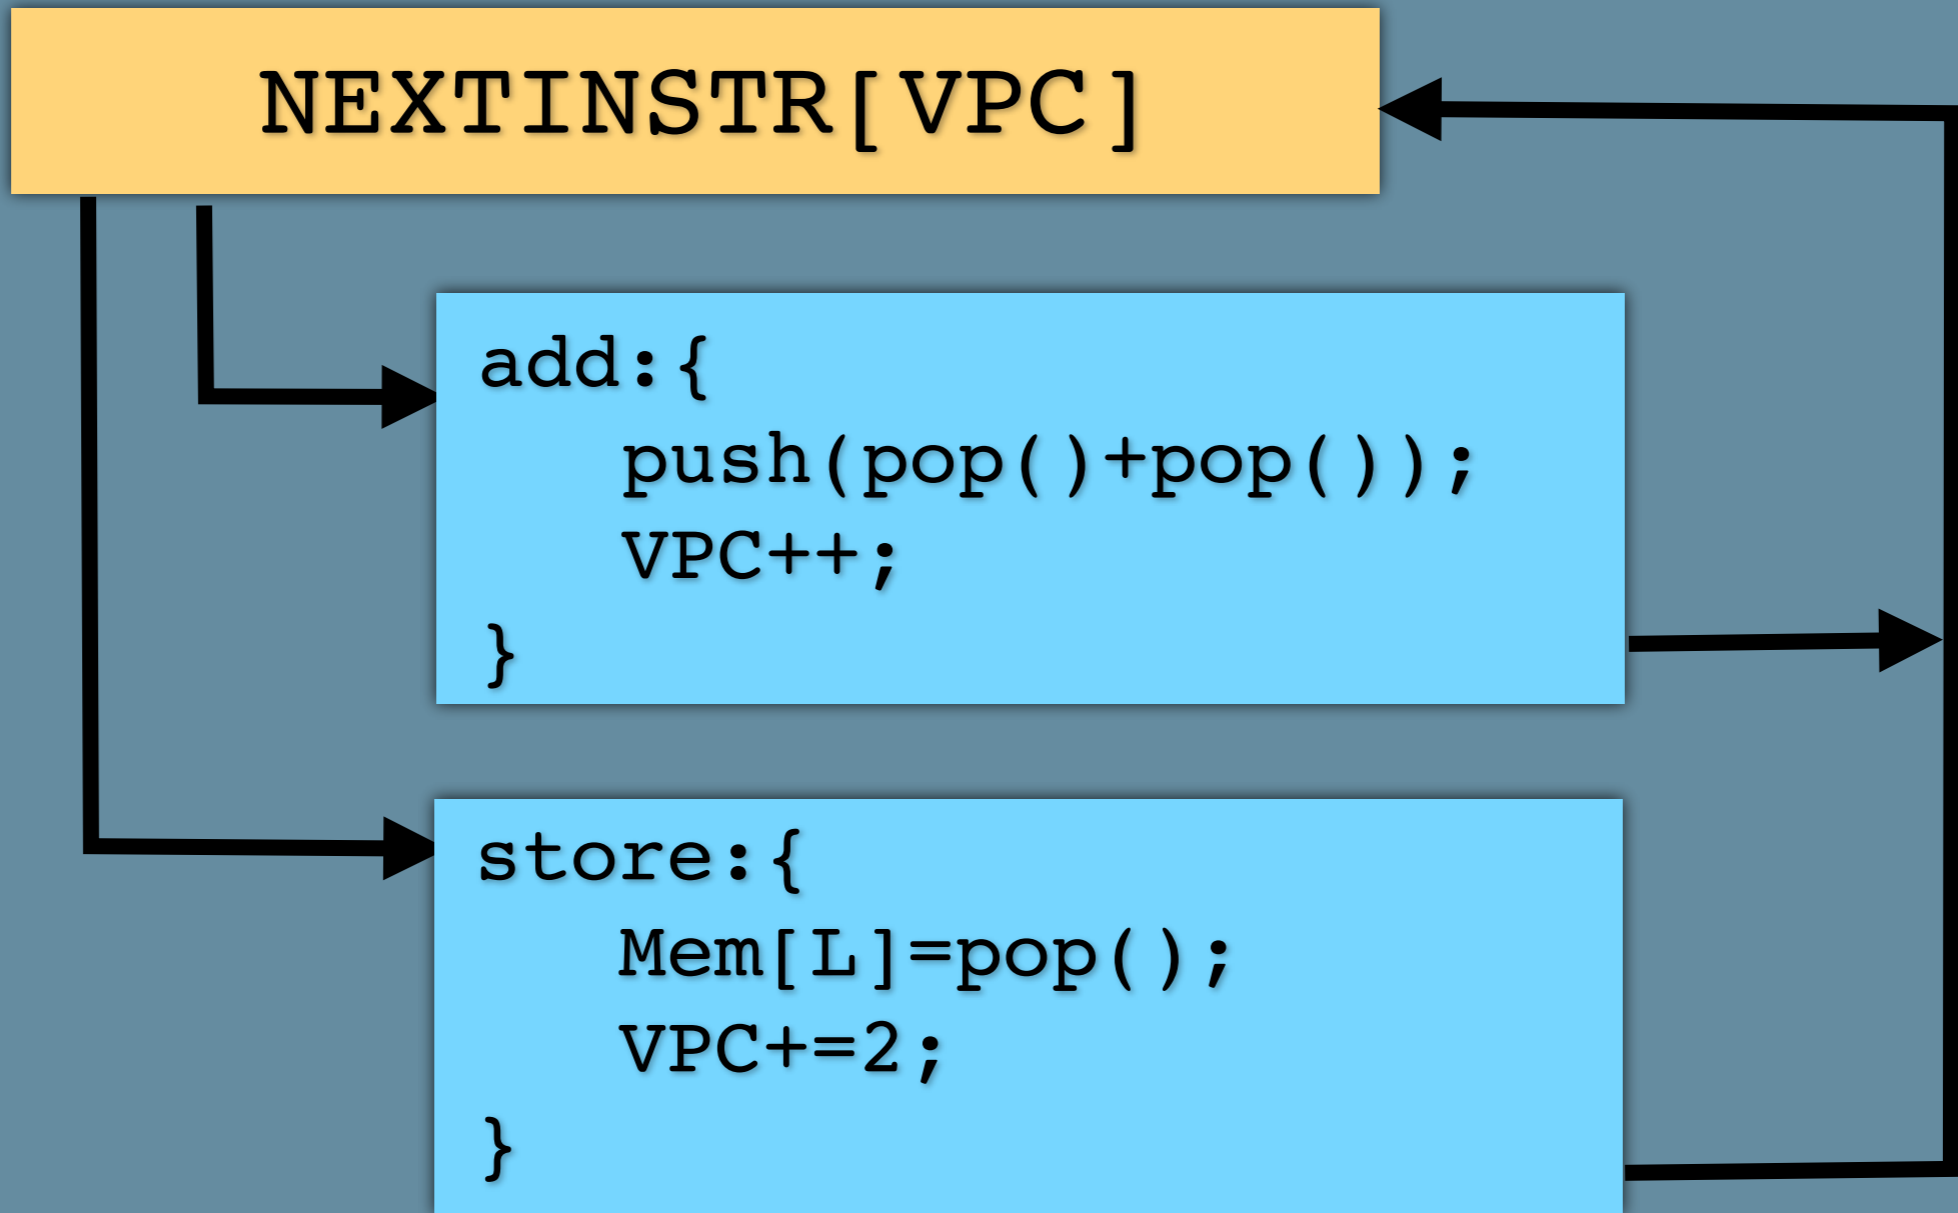 NEXTINSTR[VPC]
add:{
push(pop()+pop());
VPC++;
}
store:{
Mem[L]=pop();
VPC+=2;
}